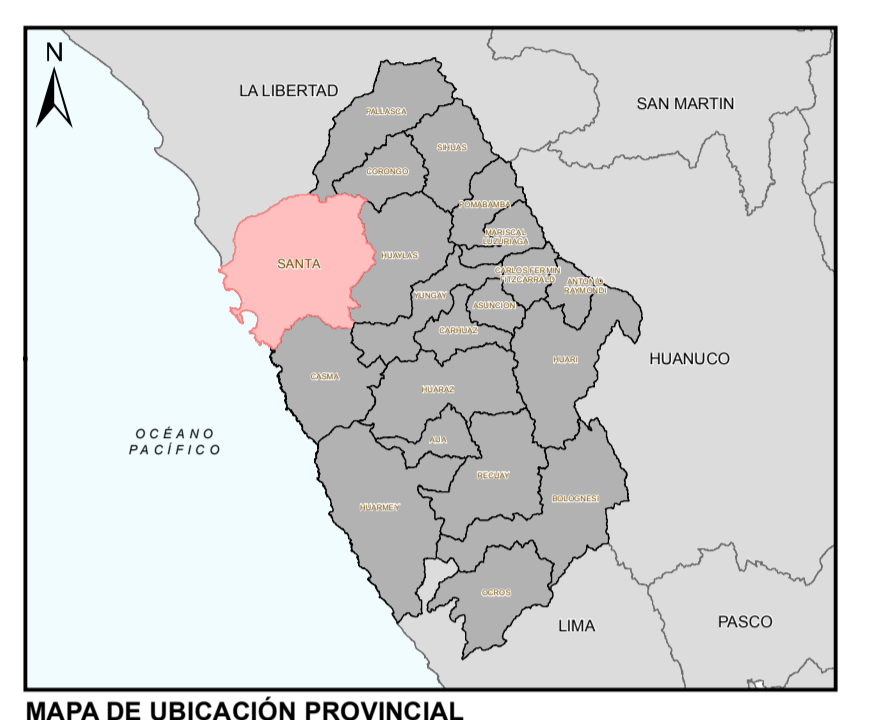 N
LA LIBERTAD
SAN MARTIN
PALLASCA
SIHUAS
CORONGO
POMABAMBA
MARISCAL
LUZURIAGA
HUAYLAS
SANTA
CARLOS FERMIN
FITZCARRALD
ANTONIO
RAYMONDI
YUNGAY
ASUNCION
CARHUAZ
HUARI
HUANUCO
CASMA
HUARAZ
OCÉANO
PACÍFICO
AIJA
RECUAY
BOLOGNESI
HUARMEY
OCROS
LIMA
PASCO
MAPA DE UBICACIÓN PROVINCIAL